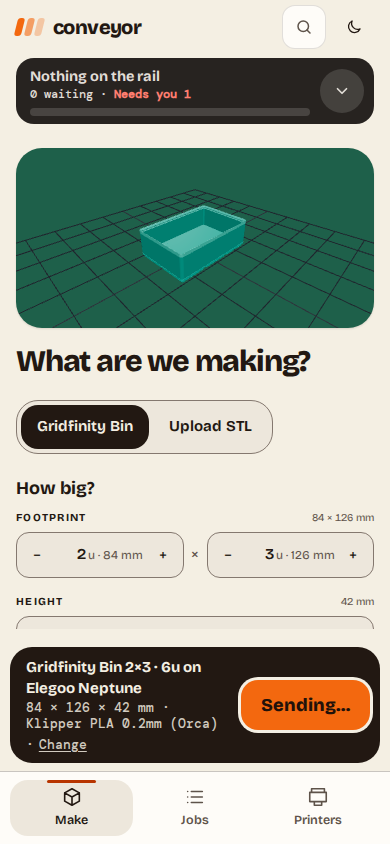 conveyor
Nothing on the rail
0 waiting · Needs you 1
What are we making?
Gridfinity Bin
Upload STL
How big?
FOOTPRINT
84 × 126 mm
− 2 u · 84 mm + × − 3 u · 126 mm +
HEIGHT
42 mm
Gridfinity Bin 2×3 · 6u on
Elegoo Neptune
84 × 126 × 42 mm ·
Klipper PLA 0.2mm (Orca)
· Change
Sending…
Make
Jobs
Printers